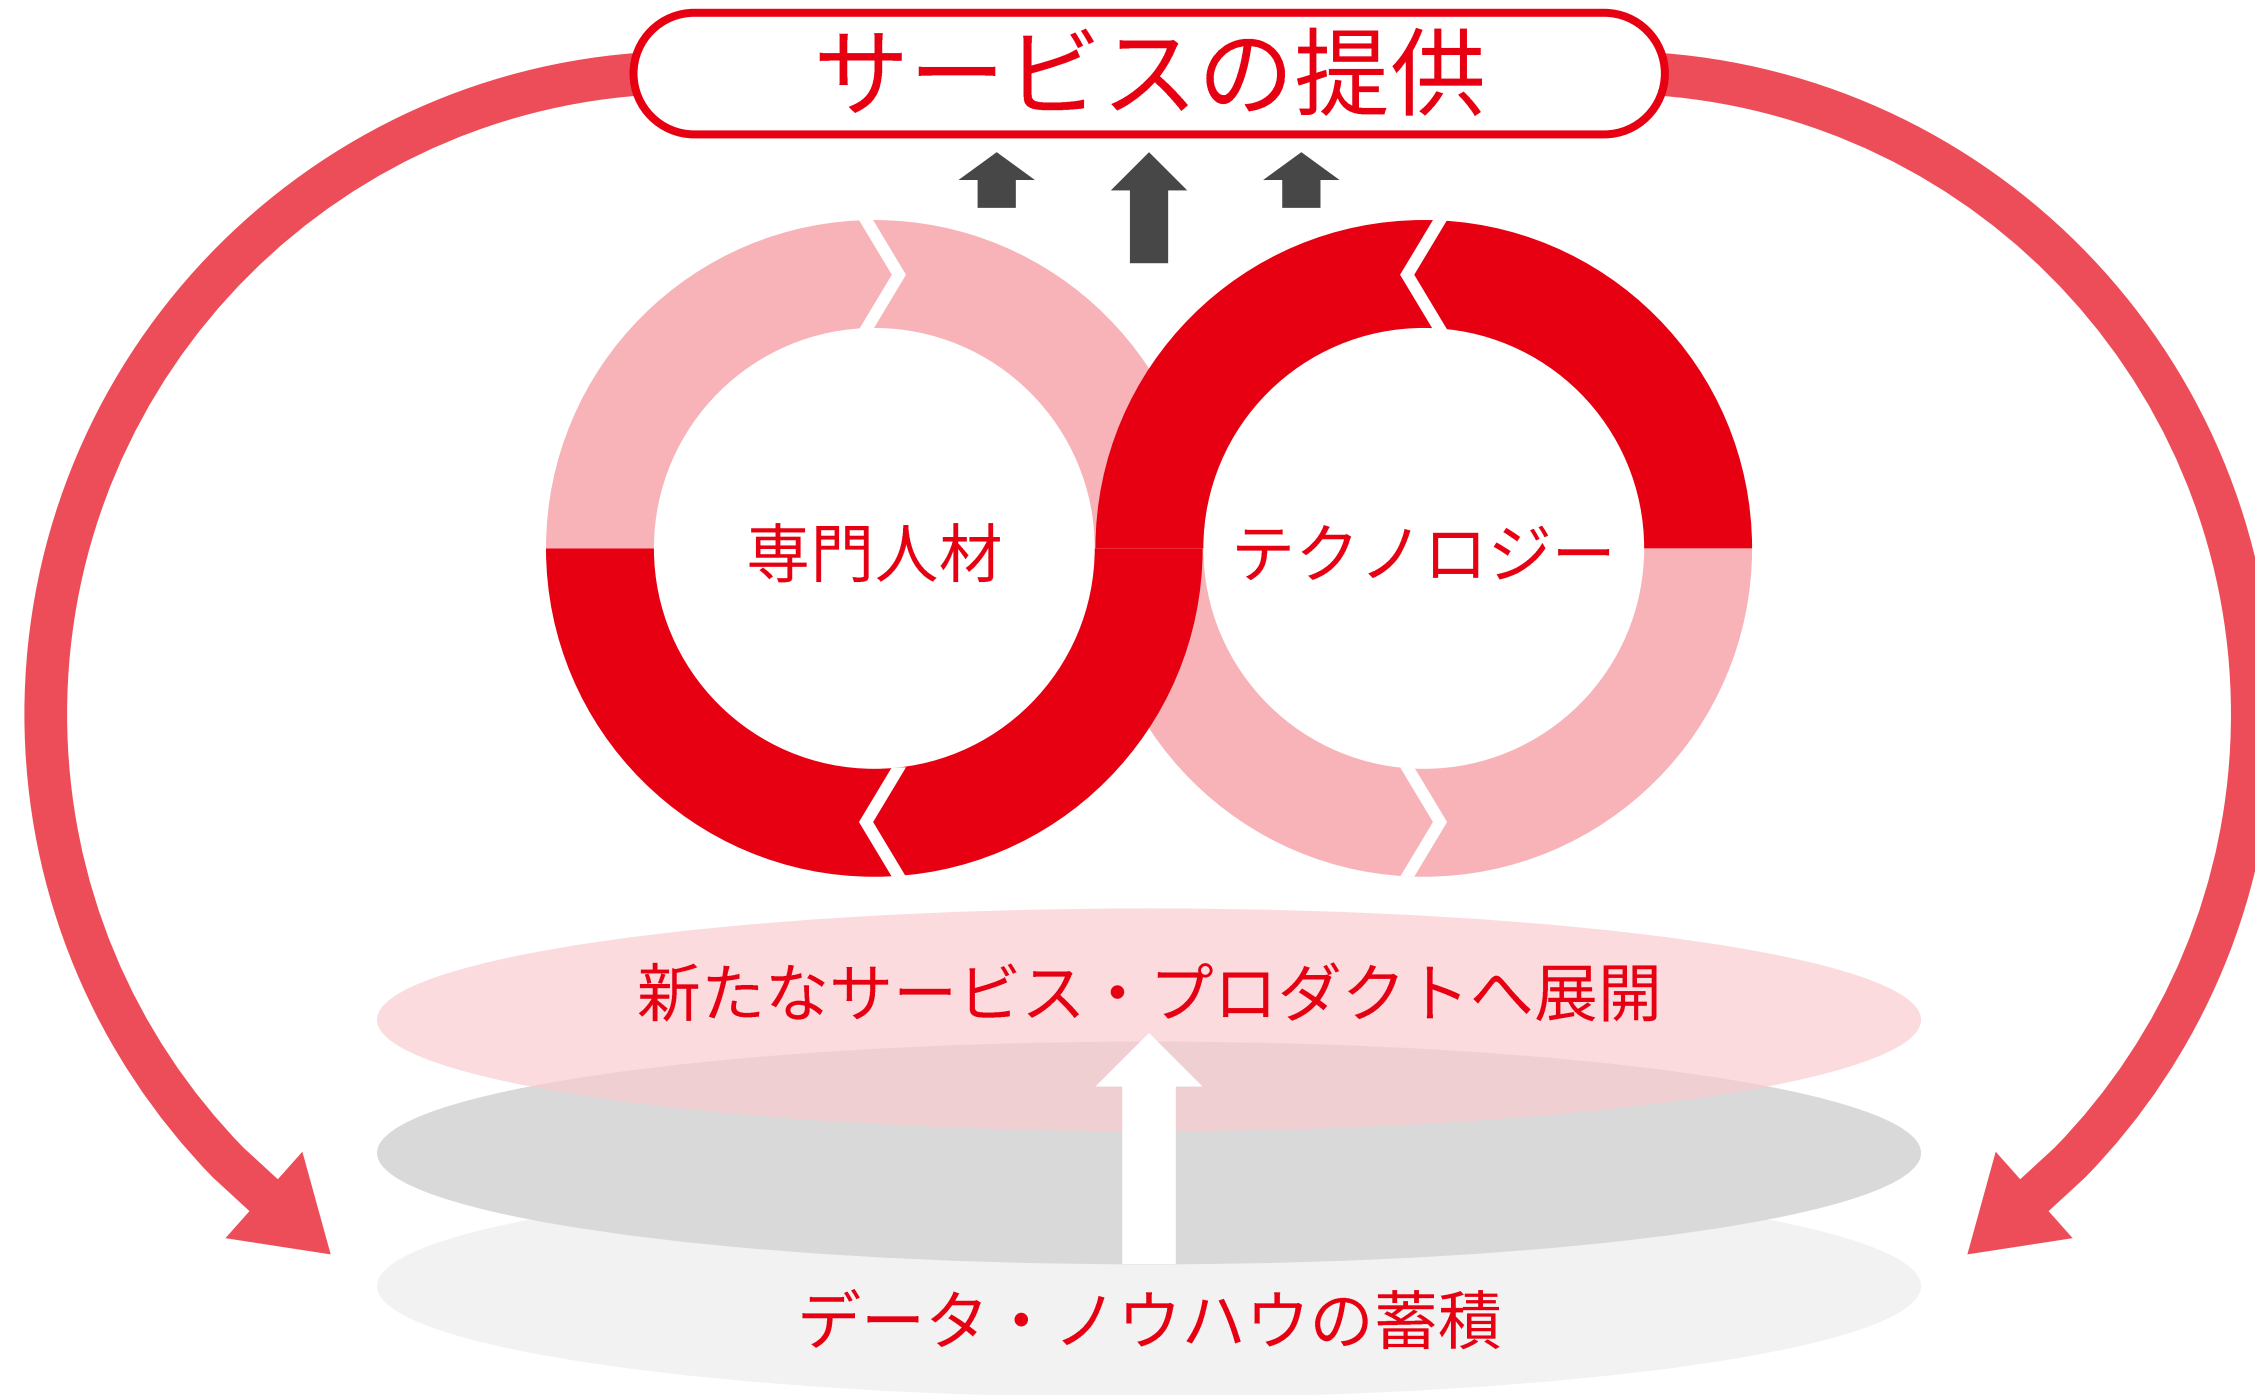 サービスの提供
専門人材
テクノロジー
新たなサービス・プロダクトへ展開
データ・ノウハウの蓄積